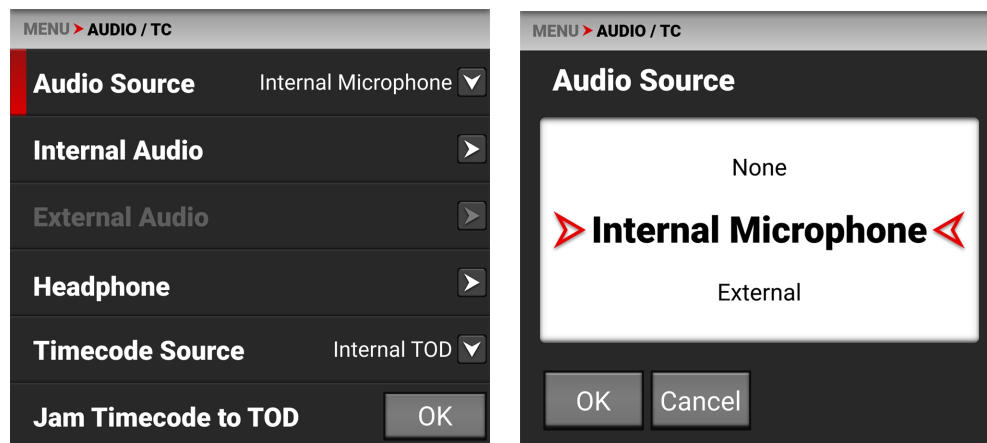 MENU AUDIO / TC
Audio Source Internal Microphone
Internal Audio
External Audio
Headphone
Timecode Source Internal TOD
Jam Timecode to TOD OK
MENU AUDIO / TC
Audio Source
None
Internal Microphone
External
OK Cancel